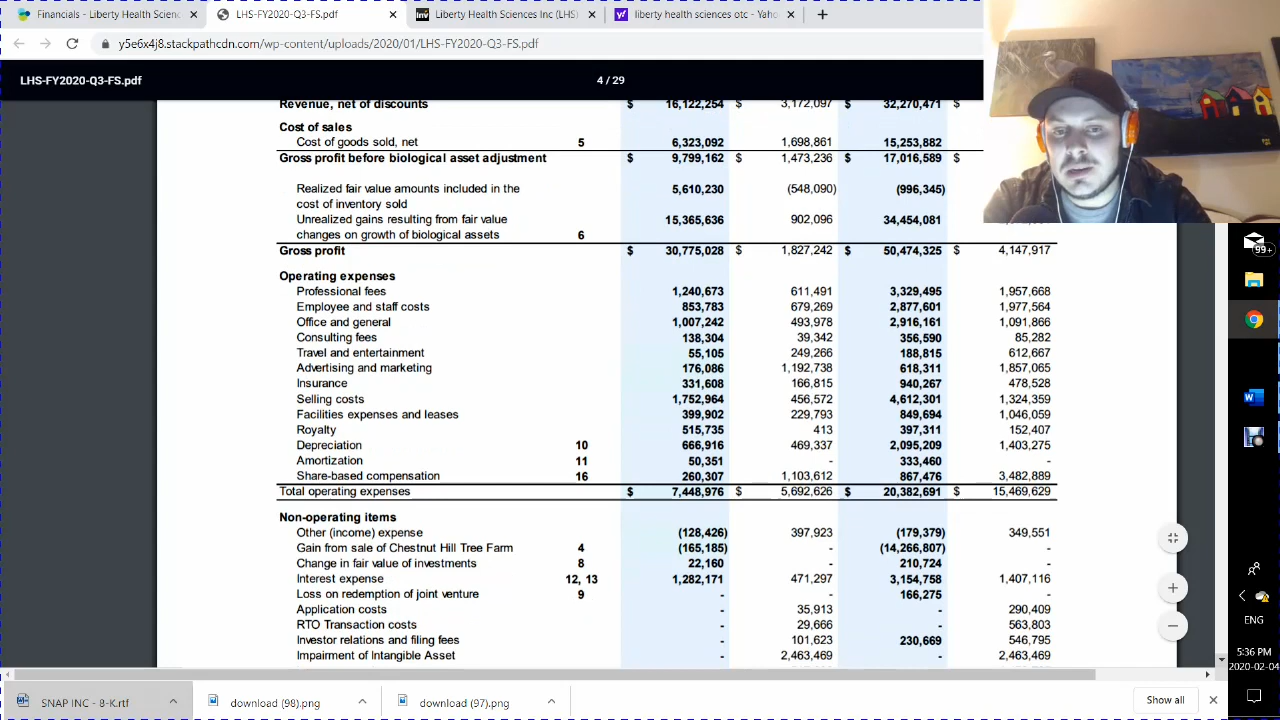 Financials - Liberty Health Scienc
LHS-FY2020-Q3-FS.pdf
Inv Liberty Health Sciences Inc (LHS)
liberty health sciences otc - Yaho
y5e6x4j8.stackpathcdn.com/wp-content/uploads/2020/01/LHS-FY2020-Q3-FS.pdf
LHS-FY2020-Q3-FS.pdf 4 / 29
Revenue, net of discounts $ 16,122,254 $ 3,172,097 $ 32,270,471 $
Cost of sales
Cost of goods sold, net 5 6,323,092 1,698,861 15,253,882
Gross profit before biological asset adjustment $ 9,799,162 $ 1,473,236 $ 17,016,589 $
Realized fair value amounts included in the 5,610,230 (548,090) (996,345)
cost of inventory sold
Unrealized gains resulting from fair value 15,365,636 902,096 34,454,081
changes on growth of biological assets 6
Gross profit $ 30,775,028 $ 1,827,242 $ 50,474,325 $ 4,147,917
Operating expenses
Professional fees 1,240,673 611,491 3,329,495 1,957,668
Employee and staff costs 853,783 679,269 2,877,601 1,977,564
Office and general 1,007,242 493,978 2,916,161 1,091,866
Consulting fees 138,304 39,342 356,590 85,282
Travel and entertainment 55,105 249,266 188,815 612,667
Advertising and marketing 176,086 1,192,738 618,311 1,857,065
Insurance 331,608 166,815 940,267 478,528
Selling costs 1,752,964 456,572 4,612,301 1,324,359
Facilities expenses and leases 399,902 229,793 849,694 1,046,059
Royalty 515,735 413 397,311 152,407
Depreciation 10 666,916 469,337 2,095,209 1,403,275
Amortization 11 50,351 - 333,460 -
Share-based compensation 16 260,307 1,103,612 867,476 3,482,889
Total operating expenses $ 7,448,976 $ 5,692,626 $ 20,382,691 $ 15,469,629
Non-operating items
Other (income) expense (128,426) 397,923 (179,379) 349,551
Gain from sale of Chestnut Hill Tree Farm 4 (165,185) - (14,266,807) -
Change in fair value of investments 8 22,160 - 210,724 -
Interest expense 12, 13 1,282,171 471,297 3,154,758 1,407,116
Loss on redemption of joint venture 9 - - 166,275 -
Application costs - 35,913 - 290,409
RTO Transaction costs - 29,666 - 563,803
Investor relations and filing fees - 101,623 230,669 546,795
Impairment of Intangible Asset - 2,463,469 - 2,463,469
99+
ENG
5:36 PM
2020-02-04
SNAP INC - 8-K.rtf
download (98).png
download (97).png
Show all